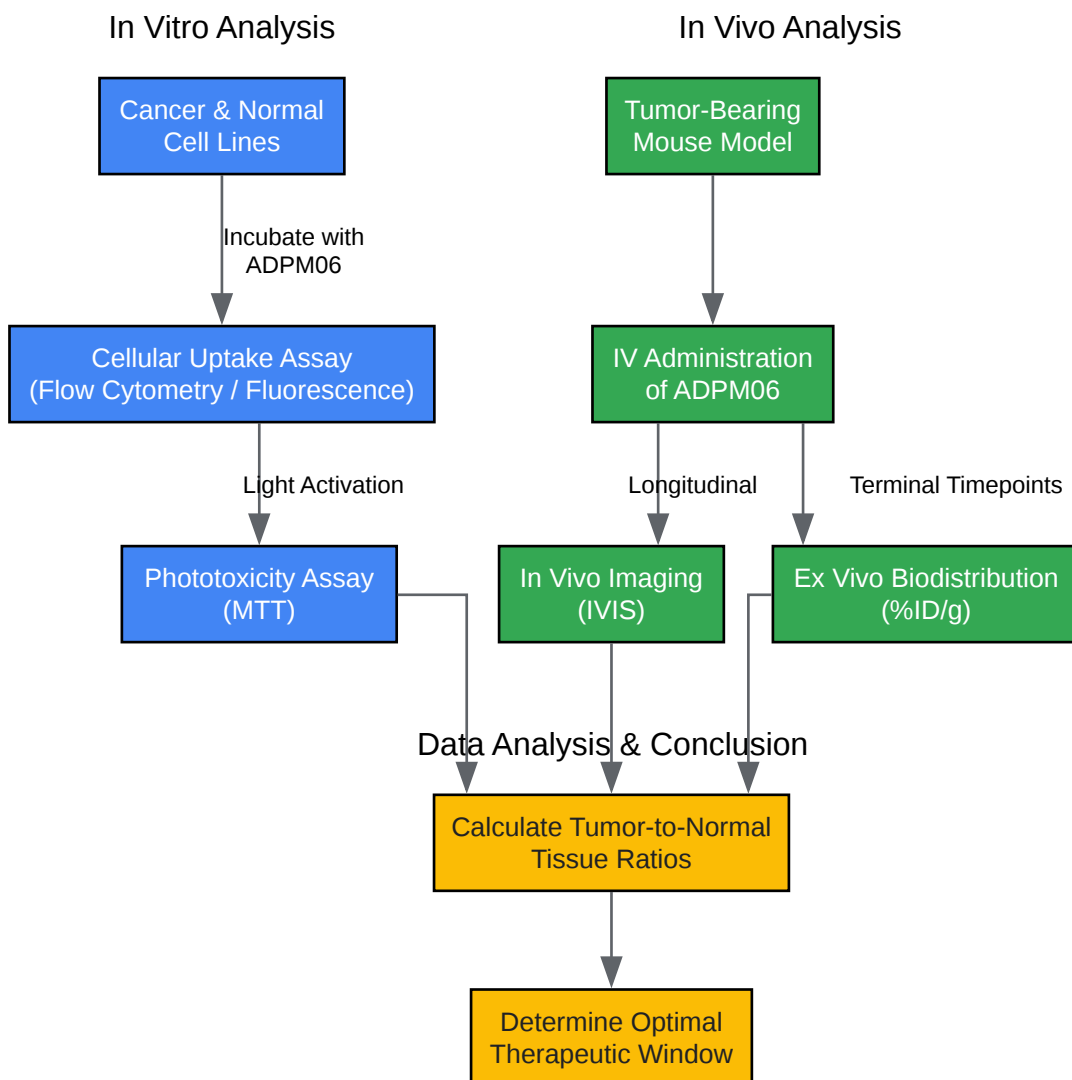 In Vitro Analysis
In Vivo Analysis
Cancer & Normal
Cell Lines
Tumor-Bearing
Mouse Model
Incubate with
ADPM06
Cellular Uptake Assay
(Flow Cytometry / Fluorescence)
IV Administration
of ADPM06
Light Activation
Longitudinal
Terminal Timepoints
Phototoxicity Assay
(MTT)
In Vivo Imaging
(IVIS)
Ex Vivo Biodistribution
(%ID/g)
Data Analysis & Conclusion
Calculate Tumor-to-Normal
Tissue Ratios
Determine Optimal
Therapeutic Window